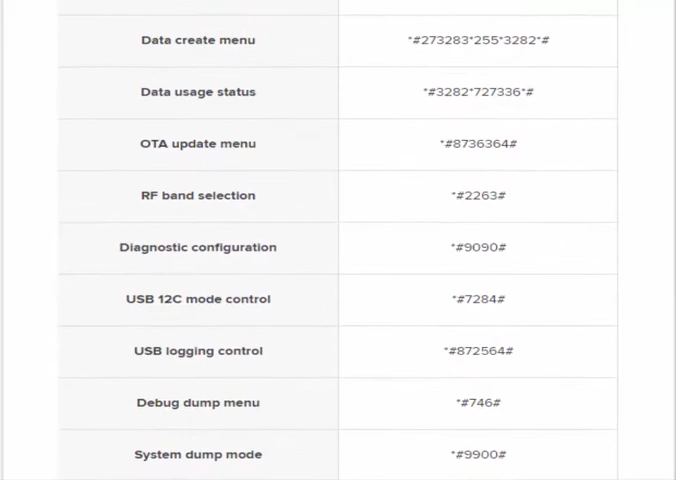 Data create menu *#273283*255*3282*#
Data usage status *#3282*727336*#
OTA update menu *#8736364#
RF band selection *#2263#
Diagnostic configuration *#9090#
USB 12C mode control *#7284#
USB logging control *#872564#
Debug dump menu *#746#
System dump mode *#9900#